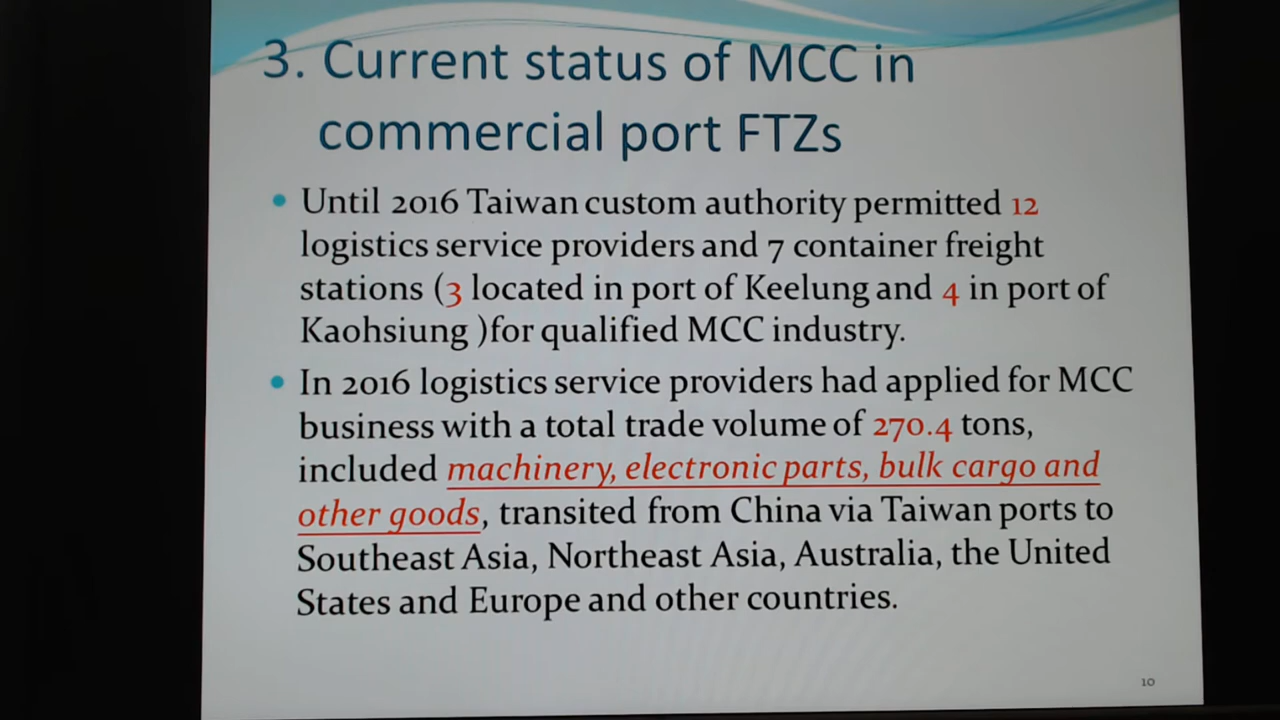 3. Current status of MCC in
commercial port FTZs
• Until 2016 Taiwan custom authority permitted 12
logistics service providers and 7 container freight
stations (3 located in port of Keelung and 4 in port of
Kaohsiung )for qualified MCC industry.
• In 2016 logistics service providers had applied for MCC
business with a total trade volume of 270.4 tons,
included machinery, electronic parts, bulk cargo and
other goods, transited from China via Taiwan ports to
Southeast Asia, Northeast Asia, Australia, the United
States and Europe and other countries.
10